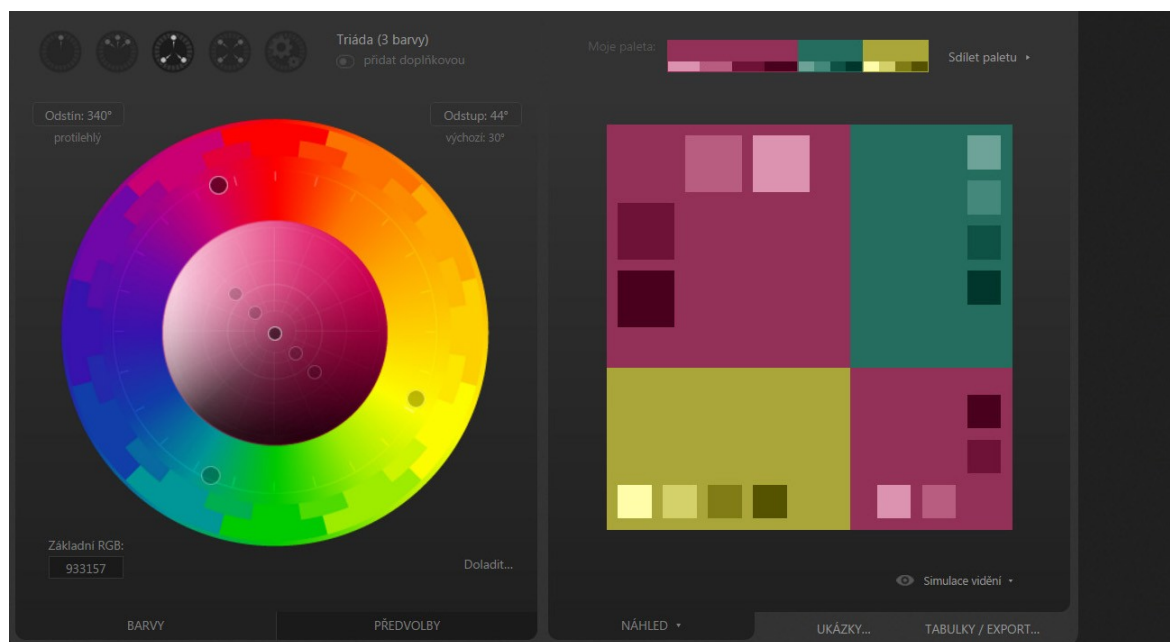 Triáda (3 barvy)
přidat doplňkovou
Moje paleta:
Sdílet paletu
Odstín: 340°
protilehlý
Odstup: 44°
výchozí: 30°
Základní RGB:
933157
Doladit...
Simulace vidění
BARVY
PŘEDVOLBY
NÁHLED
UKÁZKY...
TABULKY / EXPORT...